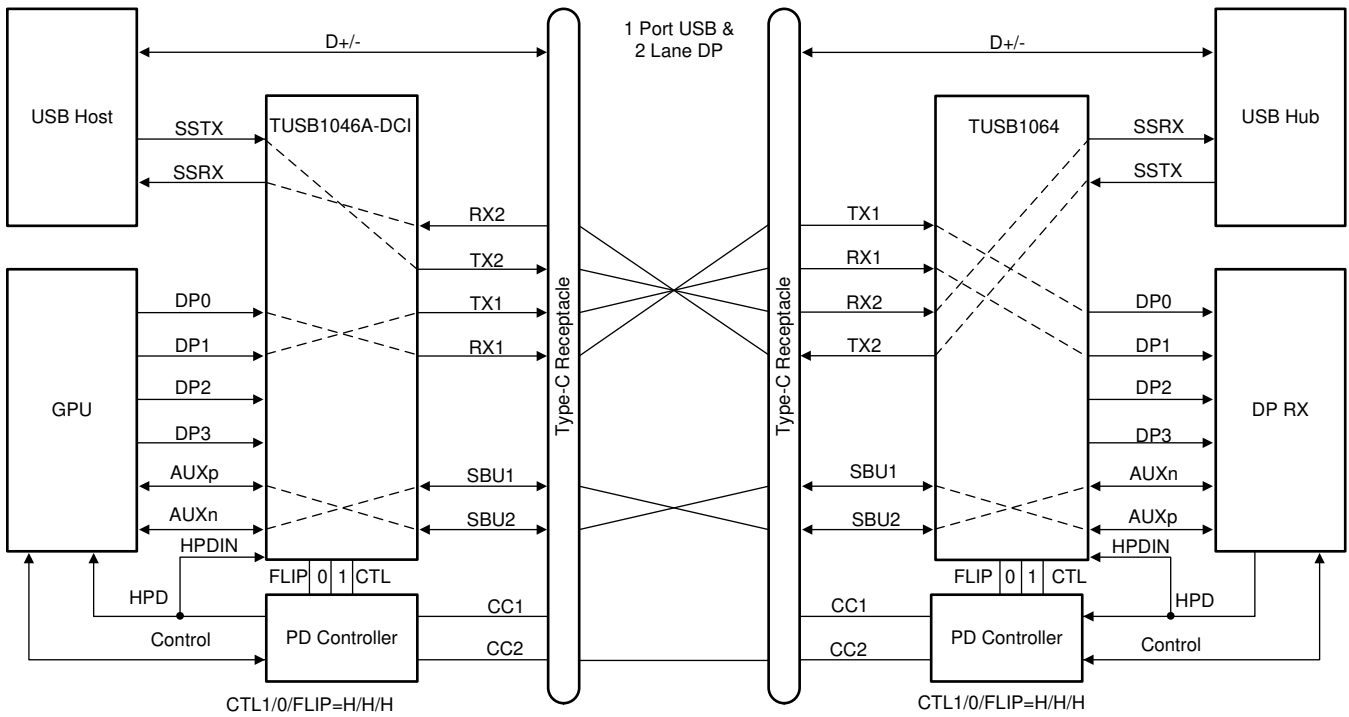 1 Port USB &
2 Lane DP
D+/-
D+/-
USB Host
TUSB1046A-DCI
TUSB1064
USB Hub
SSTX
SSRX
SSRX
SSTX
RX2
TX2
TX1
RX1
TX1
RX1
RX2
TX2
Type-C Receptacle
Type-C Receptacle
GPU
DP0
DP1
DP2
DP3
AUXp
AUXn
HPDIN
SBU1
SBU2
SBU1
SBU2
DP0
DP1
DP2
DP3
AUXn
AUXp
HPDIN
DP RX
FLIP 0 1 CTL
FLIP 0 1 CTL
HPD
Control
PD Controller
CC1
CC2
CC1
CC2
PD Controller
HPD
Control
CTL1/0/FLIP=H/H/H
CTL1/0/FLIP=H/H/H